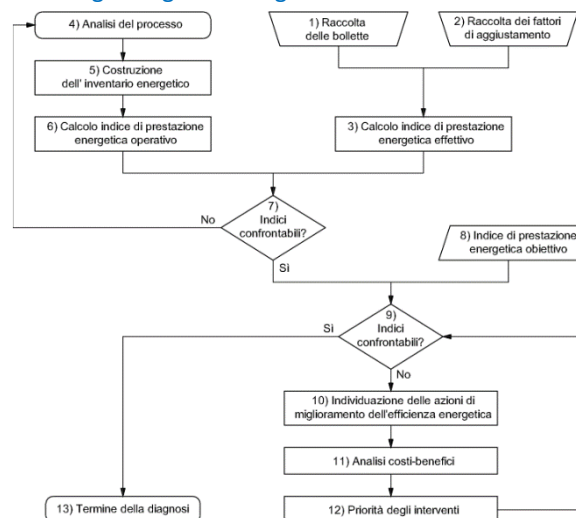 4) Analisi del processo
1) Raccolta
delle bollette
2) Raccolta dei fattori
di aggiustamento
5) Costruzione
dell' inventario energetico
6) Calcolo indice di prestazione
energetica operativo
3) Calcolo indice di prestazione
energetica effettivo
7)
Indici
confrontabili?
No
Sì
8) Indice di prestazione
energetica obiettivo
9)
Indici
confrontabili?
Sì
No
10) Individuazione delle azioni di
miglioramento dell'efficienza energetica
11) Analisi costi-benefici
13) Termine della diagnosi
12) Priorità degli interventi